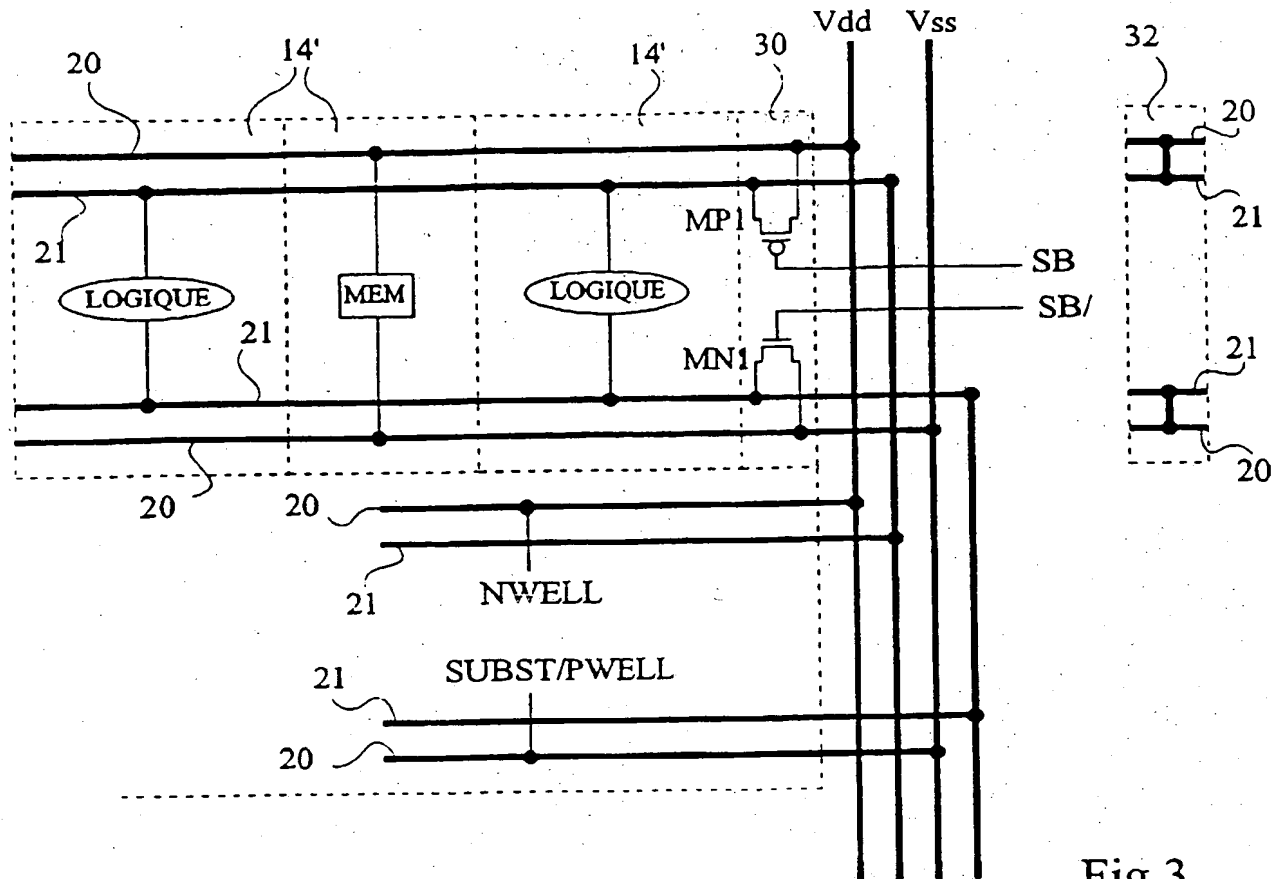 Vdd Vss
20 14' 14' 30 32
20
21
MP1
21
SB
LOGIQUE MEM LOGIQUE
SB/
21
MN1
21
20 20
20
21
NWELL
SUBST/PWELL
21
20
Fig 3